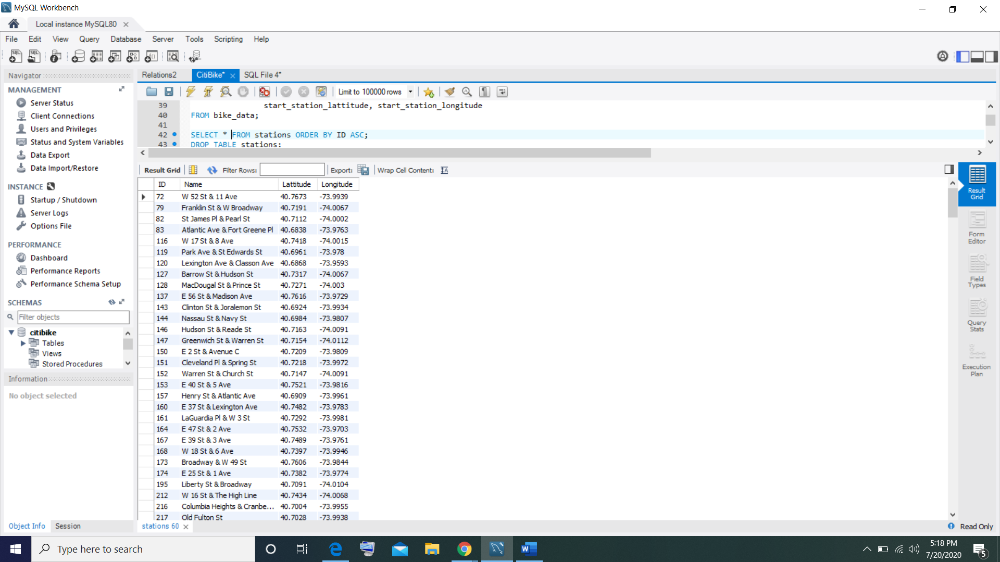 MySQL Workbench
Local instance MySQL80
File Edit View Query Database Server Tools Scripting Help
Navigator
MANAGEMENT
Server Status
Client Connections
Users and Privileges
Status and System Variables
Data Export
Data Import/Restore
INSTANCE
Startup / Shutdown
Server Logs
Options File
PERFORMANCE
Dashboard
Performance Reports
Performance Schema Setup
SCHEMAS
Filter objects
citibike
Tables
Views
Stored Procedures
Information
No object selected
Object Info Session
Relations2 CitiBike* SQL File 4*
Limit to 100000 rows
39 start_station_lattitude, start_station_longitude
40 FROM bike_data;
41
42 SELECT * FROM stations ORDER BY ID ASC;
43 DROP TABLE stations;
Result Grid Filter Rows: Export: Wrap Cell Content:
ID Name Lattitude Longitude
72 W 52 St & 11 Ave 40.7673 -73.9939
79 Franklin St & W Broadway 40.7191 -74.0067
82 St James Pl & Pearl St 40.7112 -74.0002
83 Atlantic Ave & Fort Greene Pl 40.6838 -73.9763
116 W 17 St & 8 Ave 40.7418 -74.0015
119 Park Ave & St Edwards St 40.6961 -73.978
120 Lexington Ave & Classon Ave 40.6868 -73.9593
127 Barrow St & Hudson St 40.7317 -74.0067
128 MacDougal St & Prince St 40.7271 -74.003
137 E 56 St & Madison Ave 40.7616 -73.9729
143 Clinton St & Joralemon St 40.6924 -73.9934
144 Nassau St & Navy St 40.6984 -73.9807
146 Hudson St & Reade St 40.7163 -74.0091
147 Greenwich St & Warren St 40.7154 -74.0112
150 E 2 St & Avenue C 40.7209 -73.9809
151 Cleveland Pl & Spring St 40.7218 -73.9972
152 Warren St & Church St 40.7147 -74.0091
153 E 40 St & 5 Ave 40.7521 -73.9816
157 Henry St & Atlantic Ave 40.6909 -73.9961
160 E 37 St & Lexington Ave 40.7482 -73.9783
161 LaGuardia Pl & W 3 St 40.7292 -73.9981
164 E 47 St & 2 Ave 40.7532 -73.9703
167 E 39 St & 3 Ave 40.7489 -73.9761
168 W 18 St & 6 Ave 40.7397 -73.9946
173 Broadway & W 49 St 40.7606 -73.9844
174 E 25 St & 1 Ave 40.7382 -73.9774
195 Liberty St & Broadway 40.7091 -74.0104
212 W 16 St & The High Line 40.7434 -74.0068
216 Columbia Heights & Cranbe... 40.7004 -73.9955
217 Old Fulton St 40.7028 -73.9938
stations 60
Result
Grid
Form
Editor
Field
Types
Query
Stats
Execution
Plan
Read Only
Type here to search
5:18 PM
7/20/2020
5